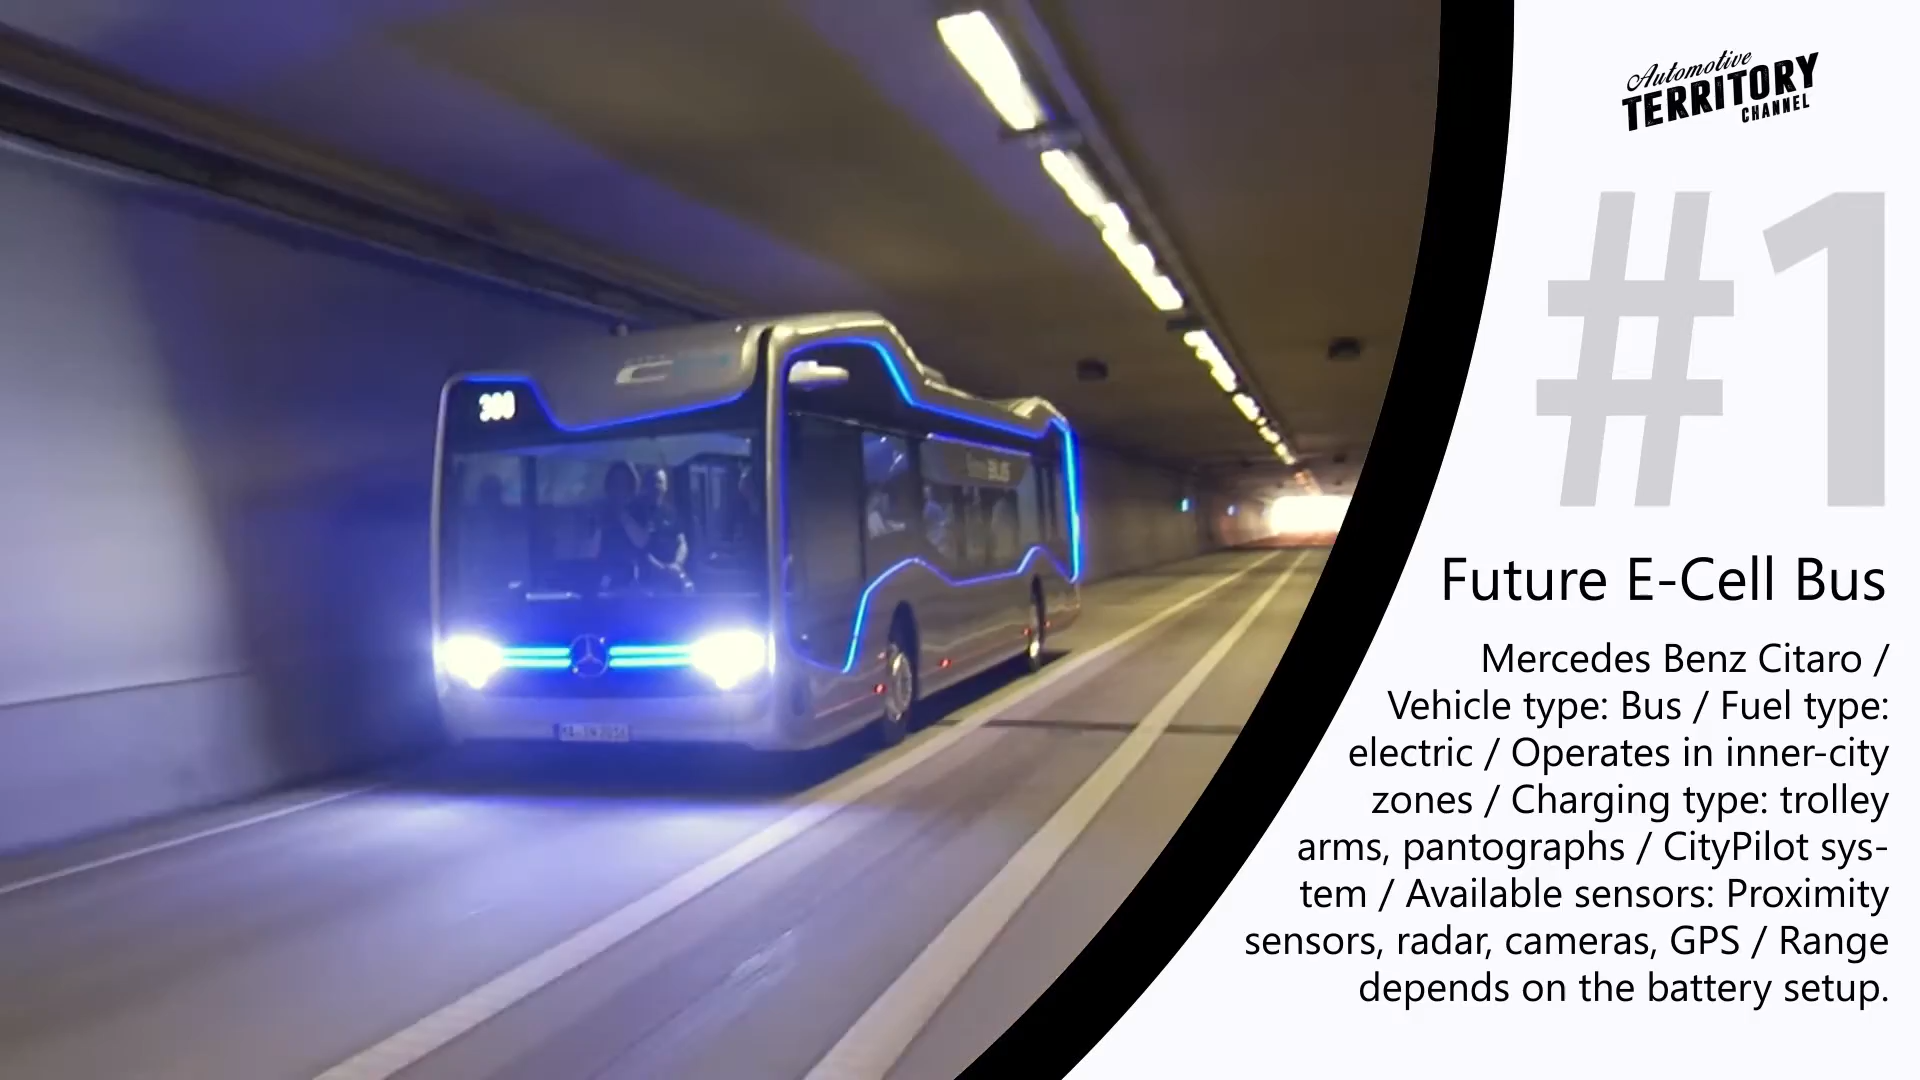 Automotive
TERRITORY
CHANNEL
#1
300
Future E-Cell Bus
Mercedes Benz Citaro /
Vehicle type: Bus / Fuel type:
electric / Operates in inner-city
zones / Charging type: trolley
arms, pantographs / CityPilot sys-
tem / Available sensors: Proximity
sensors, radar, cameras, GPS / Range
depends on the battery setup.